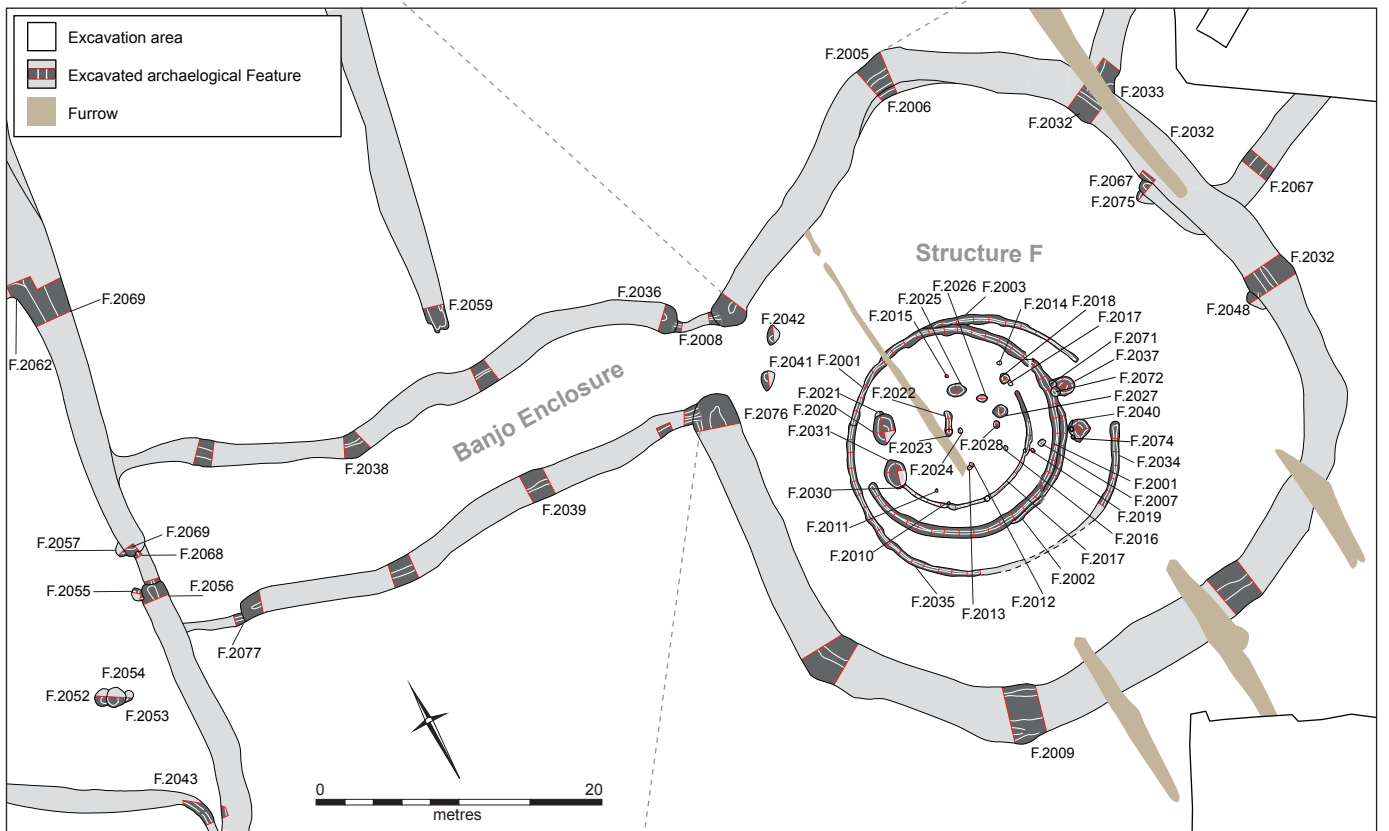 Excavation area
Excavated archaelogical Feature
Furrow
F.2005
F.2006
F.2033
F.2032
F.2032
F.2067
F.2075
F.2067
F.2032
F.2048
Structure F
F.2069
F.2062
F.2059
F.2036
F.2008
F.2042
F.2041
F.2026
F.2025
F.2015
F.2003
F.2014
F.2018
F.2017
F.2071
F.2037
F.2072
F.2027
F.2040
F.2074
F.2034
F.2001
F.2007
F.2019
F.2016
F.2017
F.2002
F.2012
F.2013
F.2035
F.2010
F.2011
F.2030
F.2031
F.2020
F.2021
F.2001
F.2022
F.2023
F.2024
F.2028
Banjo Enclosure
F.2076
F.2038
F.2039
F.2057
F.2069
F.2068
F.2055
F.2056
F.2077
F.2054
F.2052
F.2053
F.2043
F.2009
0 20
metres